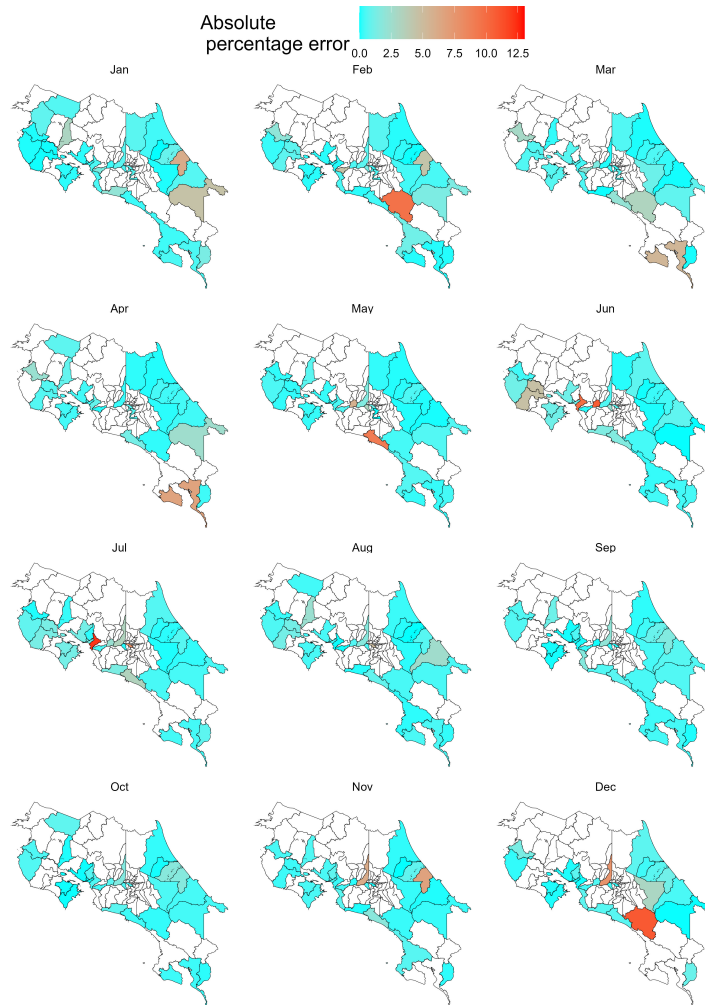 Absolute
percentage error
0.0 2.5 5.0 7.5 10.0 12.5
Jan Feb Mar
Apr May Jun
Jul Aug Sep
Oct Nov Dec